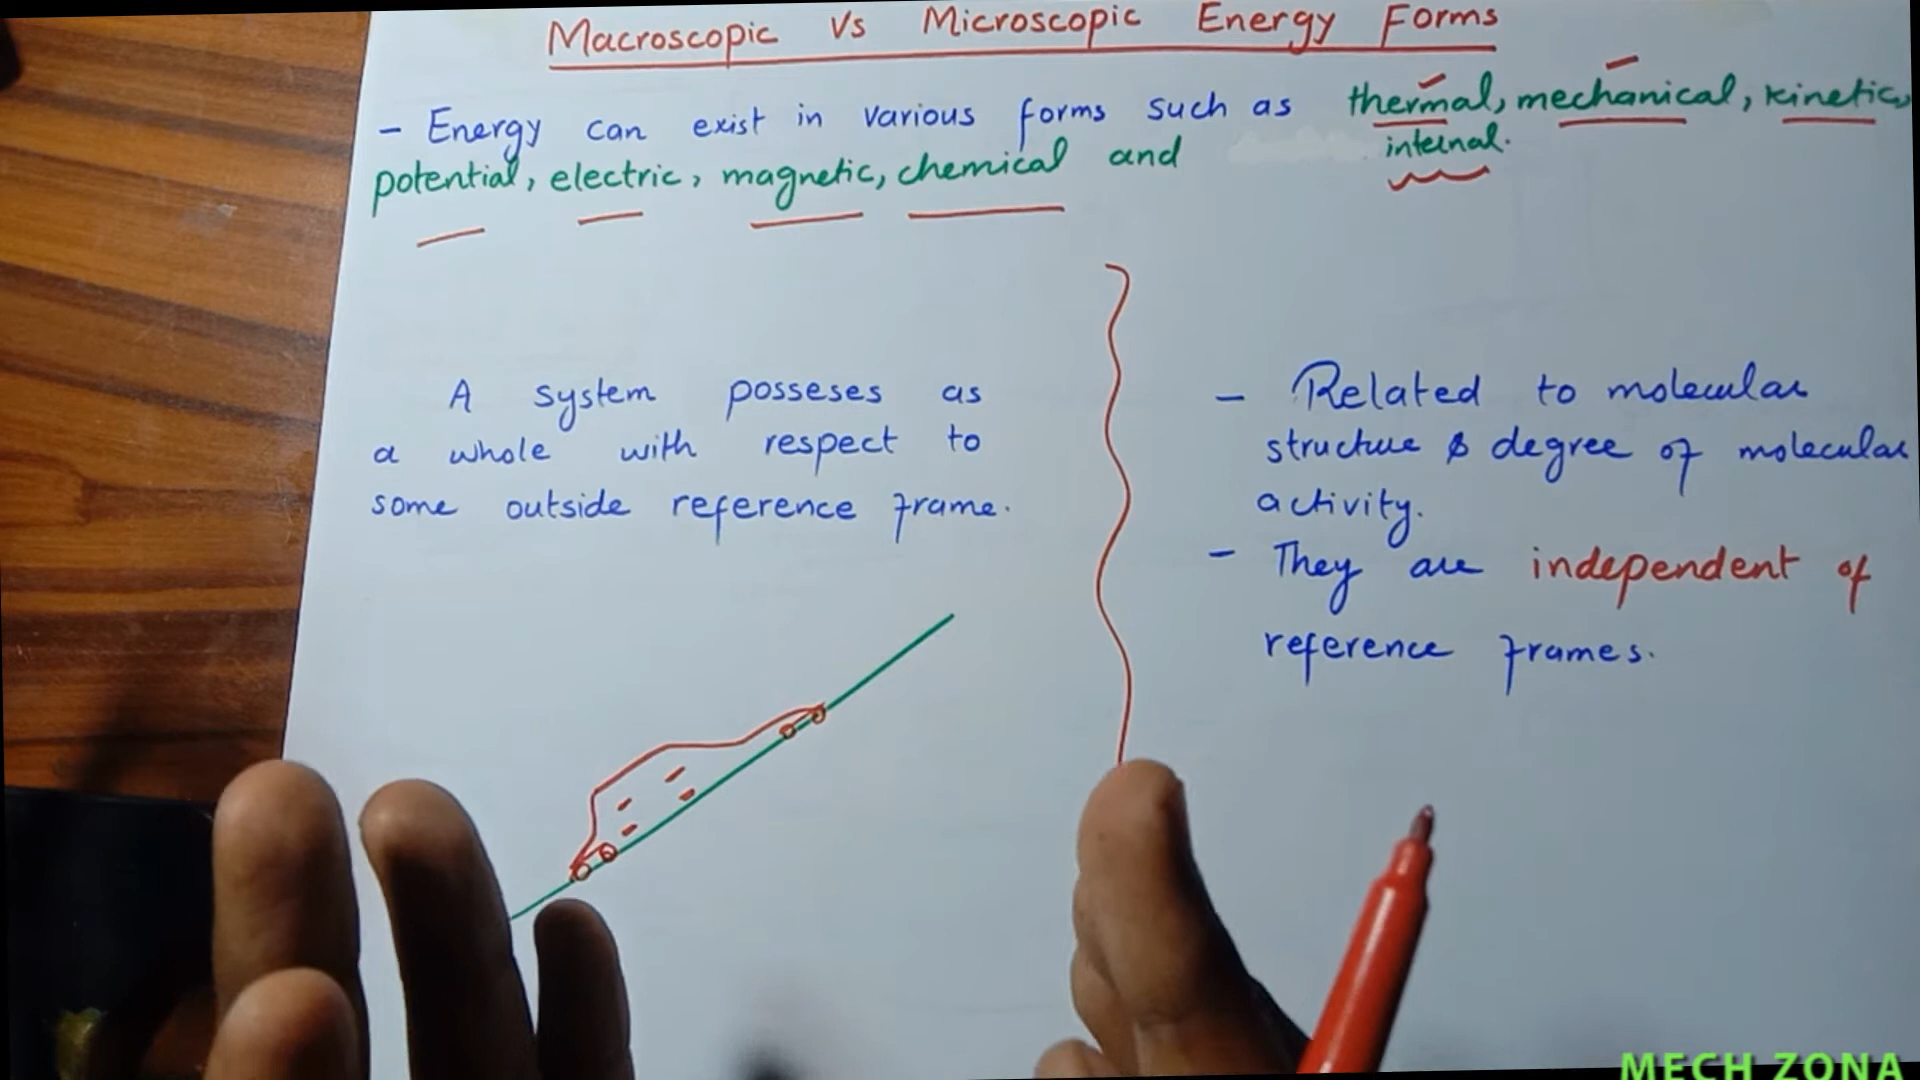 Macroscopic Vs Microscopic Energy Forms
- Energy can exist in various forms such as thermal, mechanical, kinetic,
potential, electric, magnetic, chemical and internal.
A system posseses as
a whole with respect to
some outside reference frame.
- Related to molecular
structure & degree of molecular
activity.
- They are independent of
reference frames.
MECH ZONA